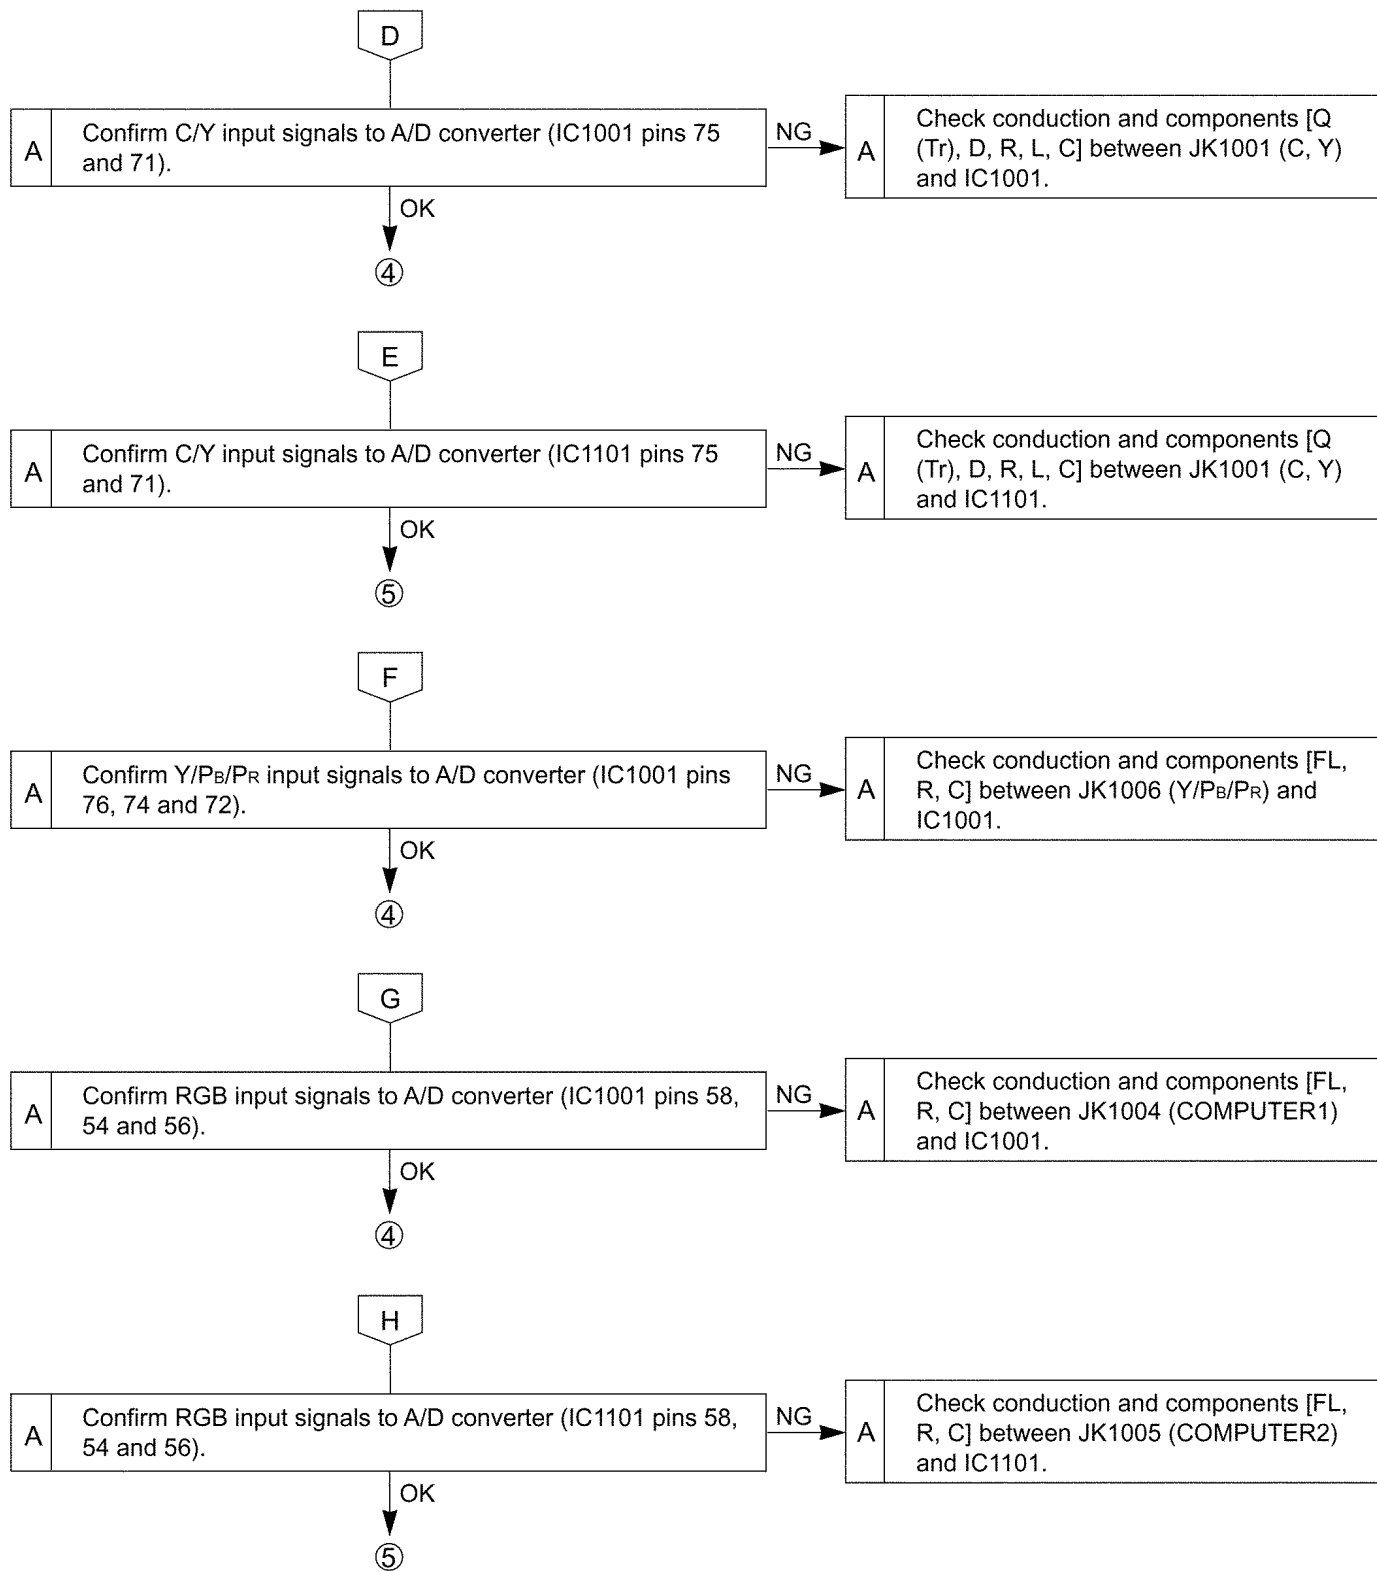 D
A
Confirm C/Y input signals to A/D converter (IC1001 pins 75
and 71).
NG
A
Check conduction and components [Q
(Tr), D, R, L, C] between JK1001 (C, Y)
and IC1001.
OK
④
E
A
Confirm C/Y input signals to A/D converter (IC1101 pins 75
and 71).
NG
A
Check conduction and components [Q
(Tr), D, R, L, C] between JK1001 (C, Y)
and IC1101.
OK
⑤
F
A
Confirm Y/PB/PR input signals to A/D converter (IC1001 pins
76, 74 and 72).
NG
A
Check conduction and components [FL,
R, C] between JK1006 (Y/PB/PR) and
IC1001.
OK
④
G
A
Confirm RGB input signals to A/D converter (IC1001 pins 58,
54 and 56).
NG
A
Check conduction and components [FL,
R, C] between JK1004 (COMPUTER1)
and IC1001.
OK
④
H
A
Confirm RGB input signals to A/D converter (IC1101 pins 58,
54 and 56).
NG
A
Check conduction and components [FL,
R, C] between JK1005 (COMPUTER2)
and IC1101.
OK
⑤